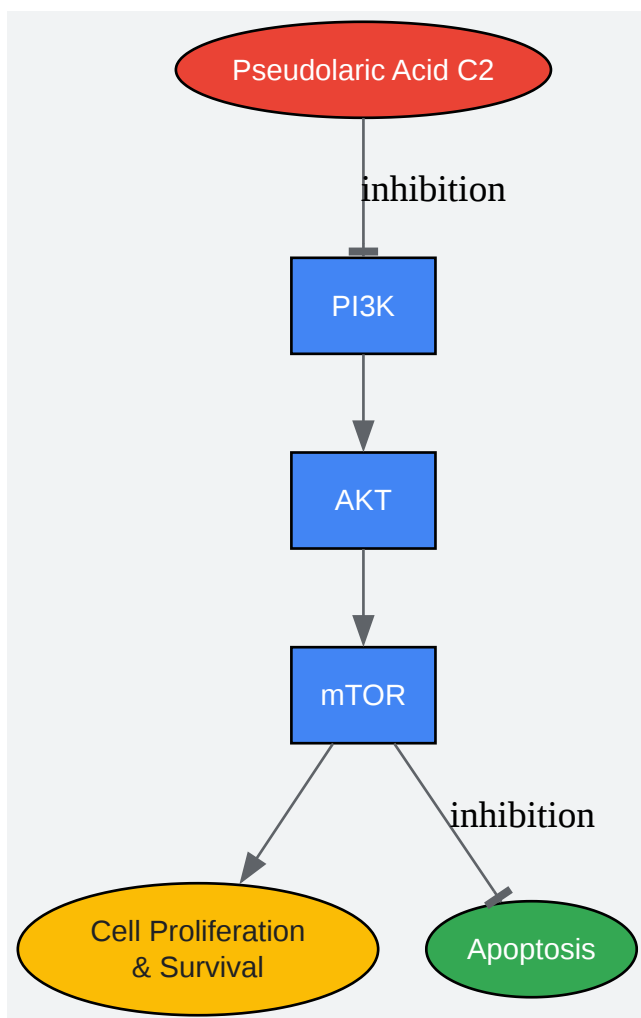 Pseudolaric Acid C2
inhibition
PI3K
AKT
mTOR
inhibition
Cell Proliferation
& Survival
Apoptosis